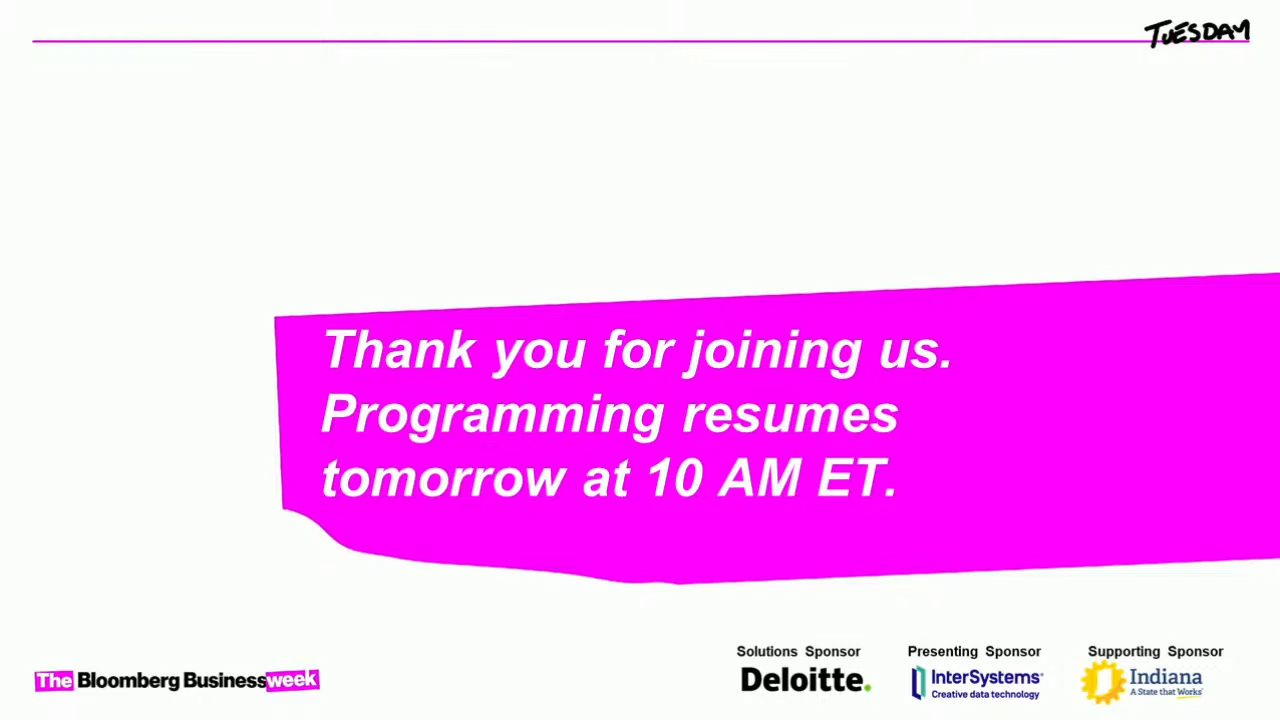 TUESDAY
Thank you for joining us.
Programming resumes
tomorrow at 10 AM ET.
Solutions Sponsor
Presenting Sponsor
Supporting Sponsor
The Bloomberg Businessweek
Deloitte.
InterSystems®
Creative data technology
Indiana
A State that Works